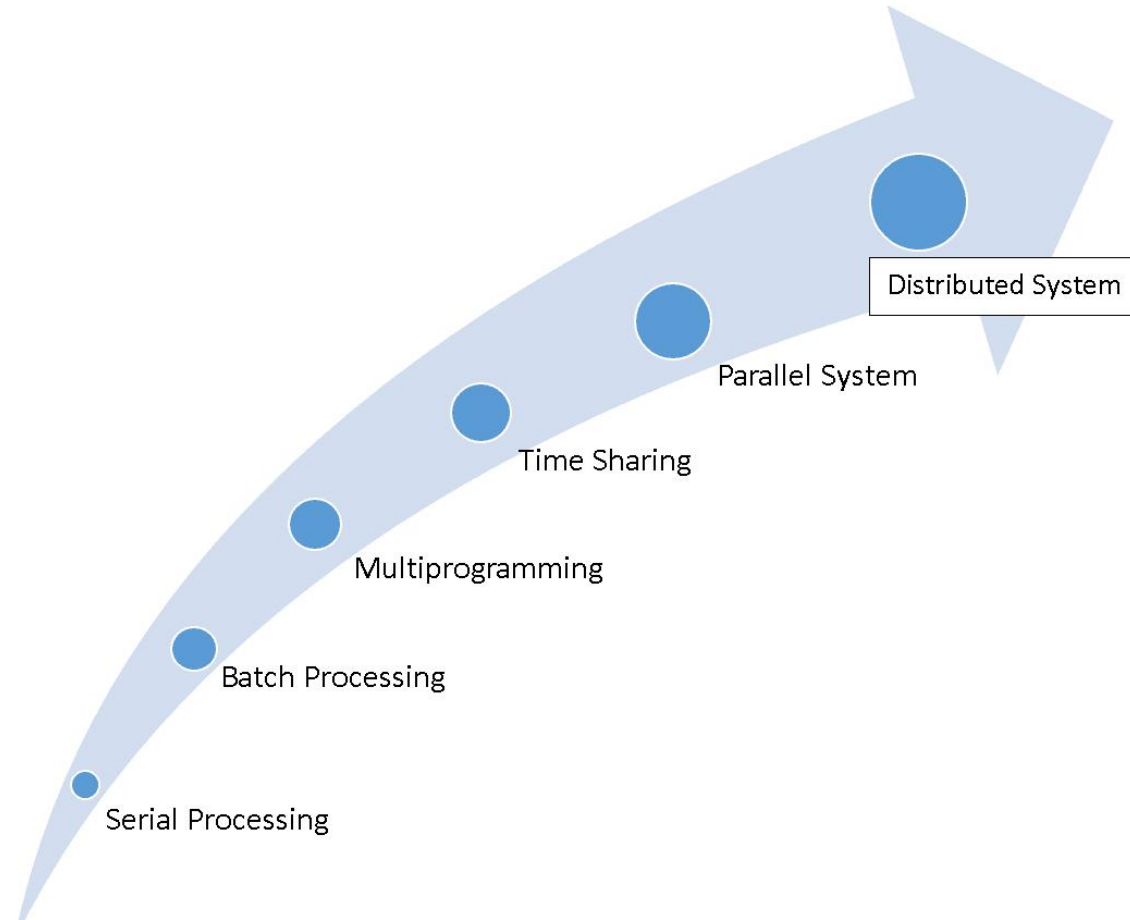 Distributed System
Parallel System
Time Sharing
Multiprogramming
Batch Processing
Serial Processing